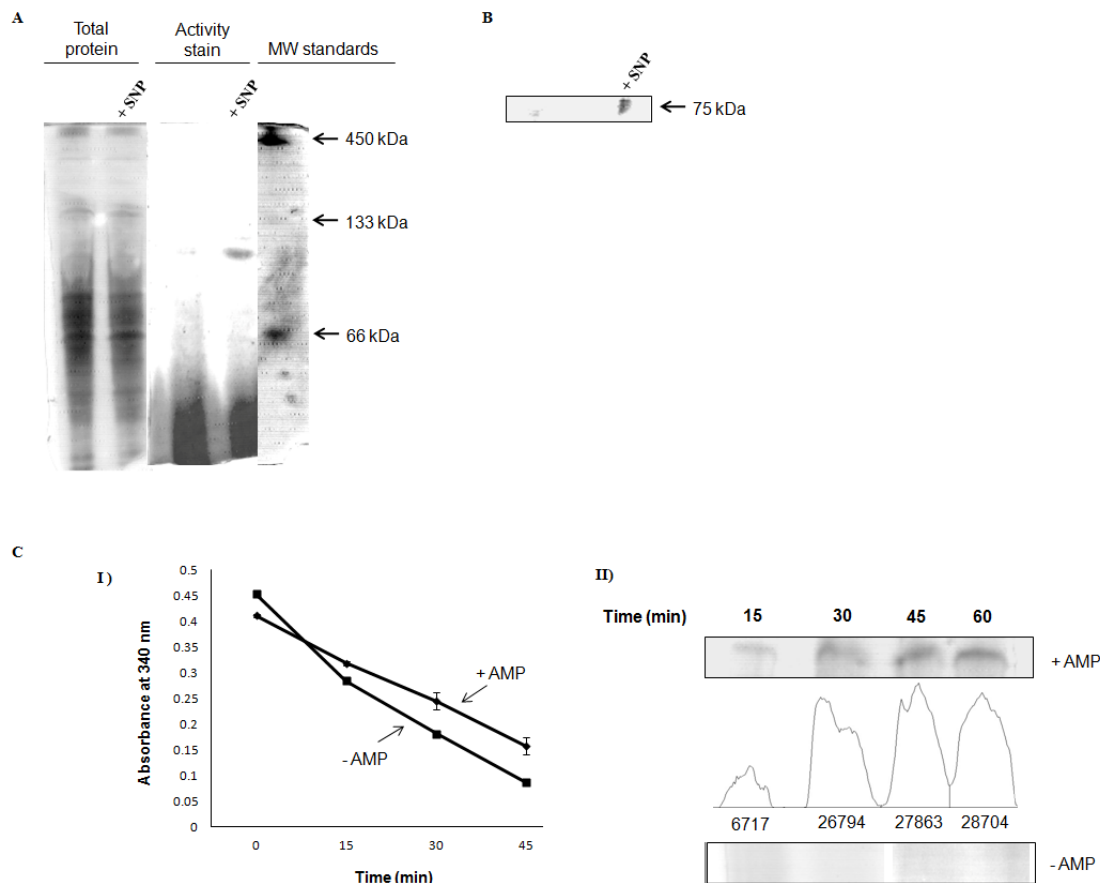 A
Total protein
Activity stain
MW standards
+ SNP
+ SNP
450 kDa
133 kDa
66 kDa
B
+ SNP
75 kDa
C
I )
Absorbance at 340 nm
0.5
0.45
0.4
0.35
0.3
0.25
0.2
0.15
0.1
0.05
0
+ AMP
- AMP
0 15 30 45
Time (min)
II)
Time (min) 15 30 45 60
+ AMP
6717 26794 27863 28704
- AMP